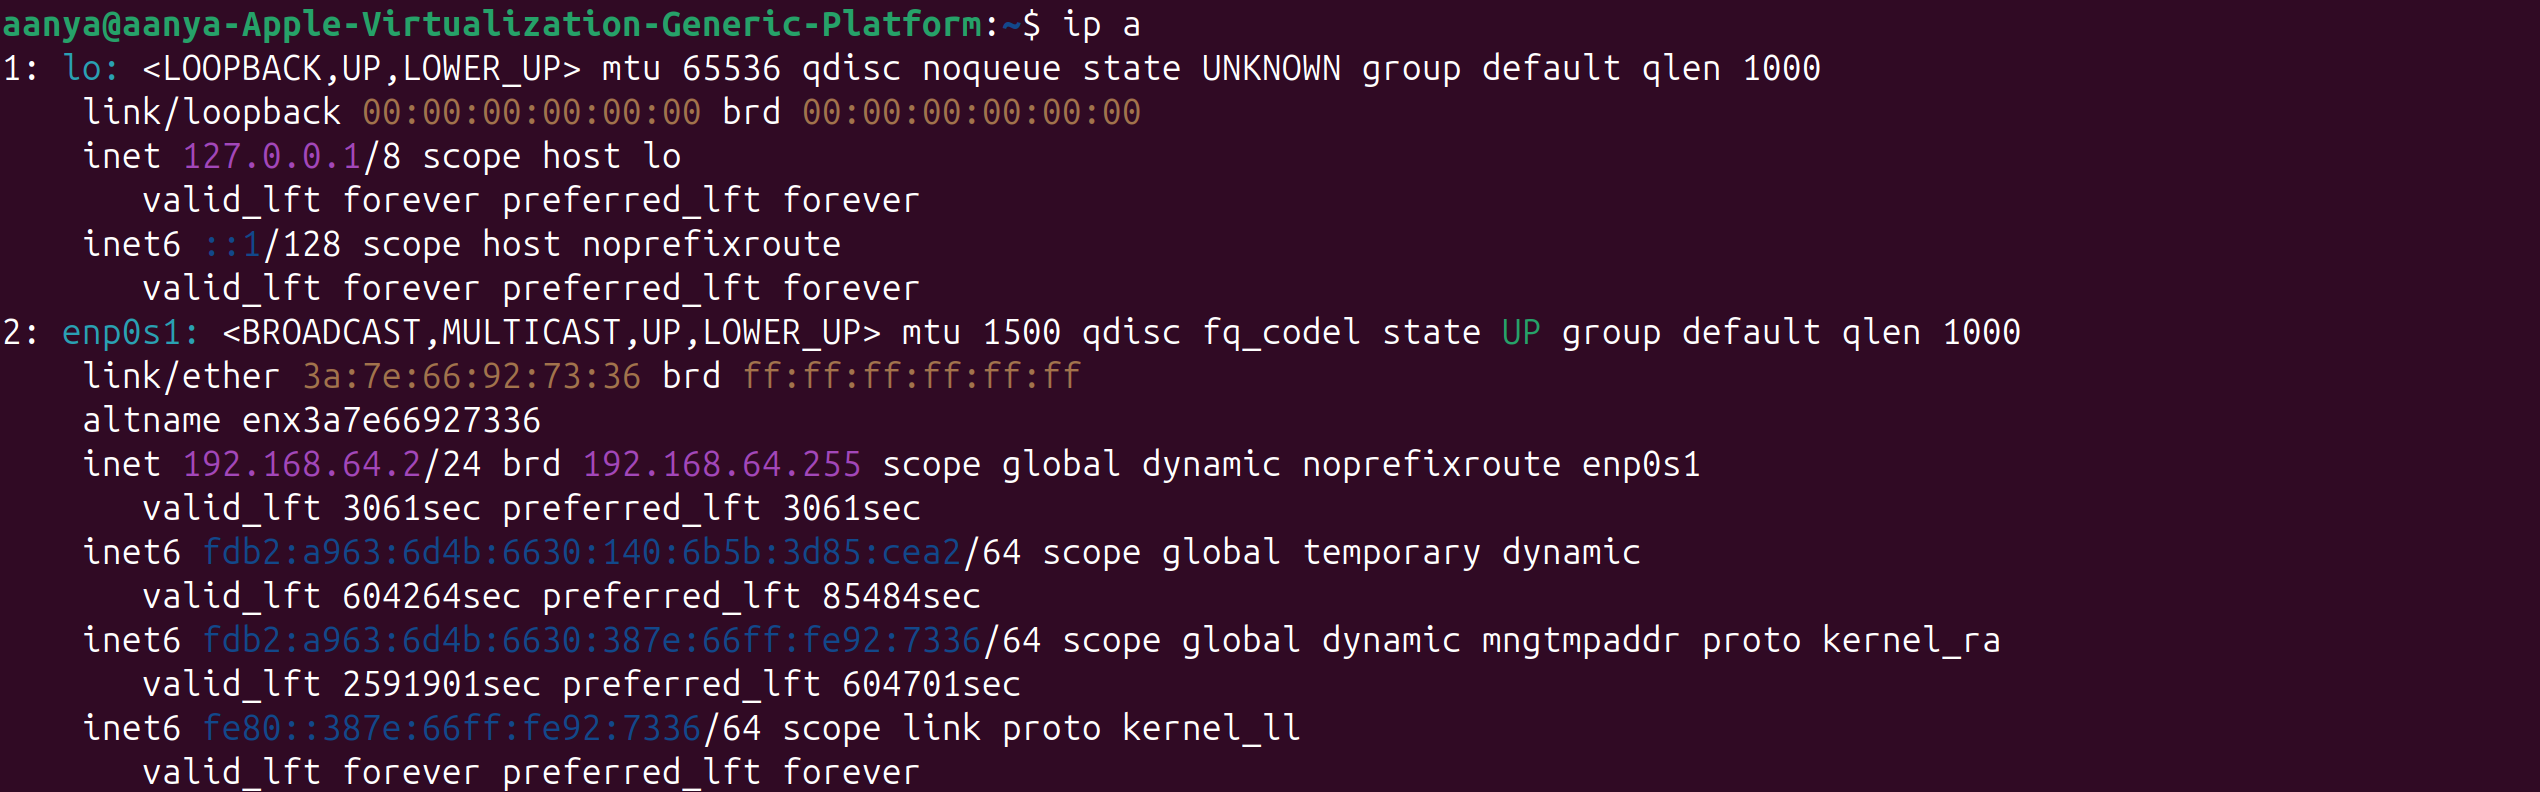 aanya@aanya-Apple-Virtualization-Generic-Platform:~$ ip a
1: lo: <LOOPBACK,UP,LOWER_UP> mtu 65536 qdisc noqueue state UNKNOWN group default qlen 1000
    link/loopback 00:00:00:00:00:00 brd 00:00:00:00:00:00
    inet 127.0.0.1/8 scope host lo
       valid_lft forever preferred_lft forever
    inet6 ::1/128 scope host noprefixroute
       valid_lft forever preferred_lft forever
2: enp0s1: <BROADCAST,MULTICAST,UP,LOWER_UP> mtu 1500 qdisc fq_codel state UP group default qlen 1000
    link/ether 3a:7e:66:92:73:36 brd ff:ff:ff:ff:ff:ff
    altname enx3a7e66927336
    inet 192.168.64.2/24 brd 192.168.64.255 scope global dynamic noprefixroute enp0s1
       valid_lft 3061sec preferred_lft 3061sec
    inet6 fdb2:a963:6d4b:6630:140:6b5b:3d85:cea2/64 scope global temporary dynamic
       valid_lft 604264sec preferred_lft 85484sec
    inet6 fdb2:a963:6d4b:6630:387e:66ff:fe92:7336/64 scope global dynamic mngtmpaddr proto kernel_ra
       valid_lft 2591901sec preferred_lft 604701sec
    inet6 fe80::387e:66ff:fe92:7336/64 scope link proto kernel_ll
       valid_lft forever preferred_lft forever